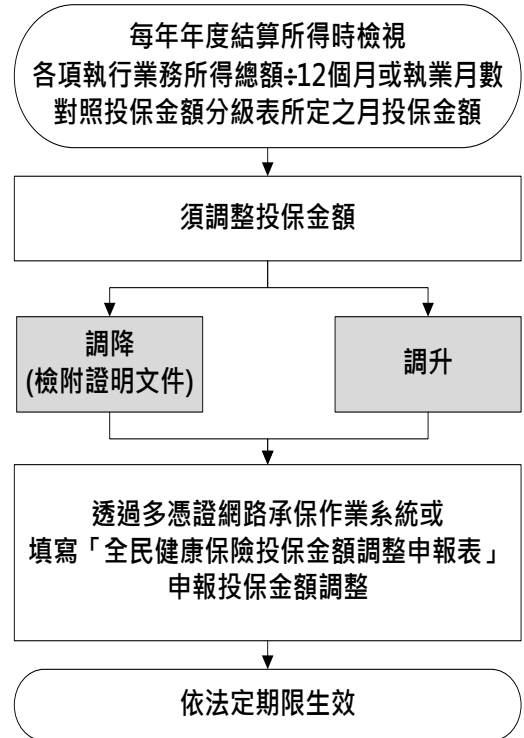 每年年度結算所得時檢視
各項執行業務所得總額÷12個月或執業月數
對照投保金額分級表所定之月投保金額
須調整投保金額
調降
(檢附證明文件)
調升
透過多憑證網路承保作業系統或
填寫「全民健康保險投保金額調整申報表」
申報投保金額調整
依法定期限生效